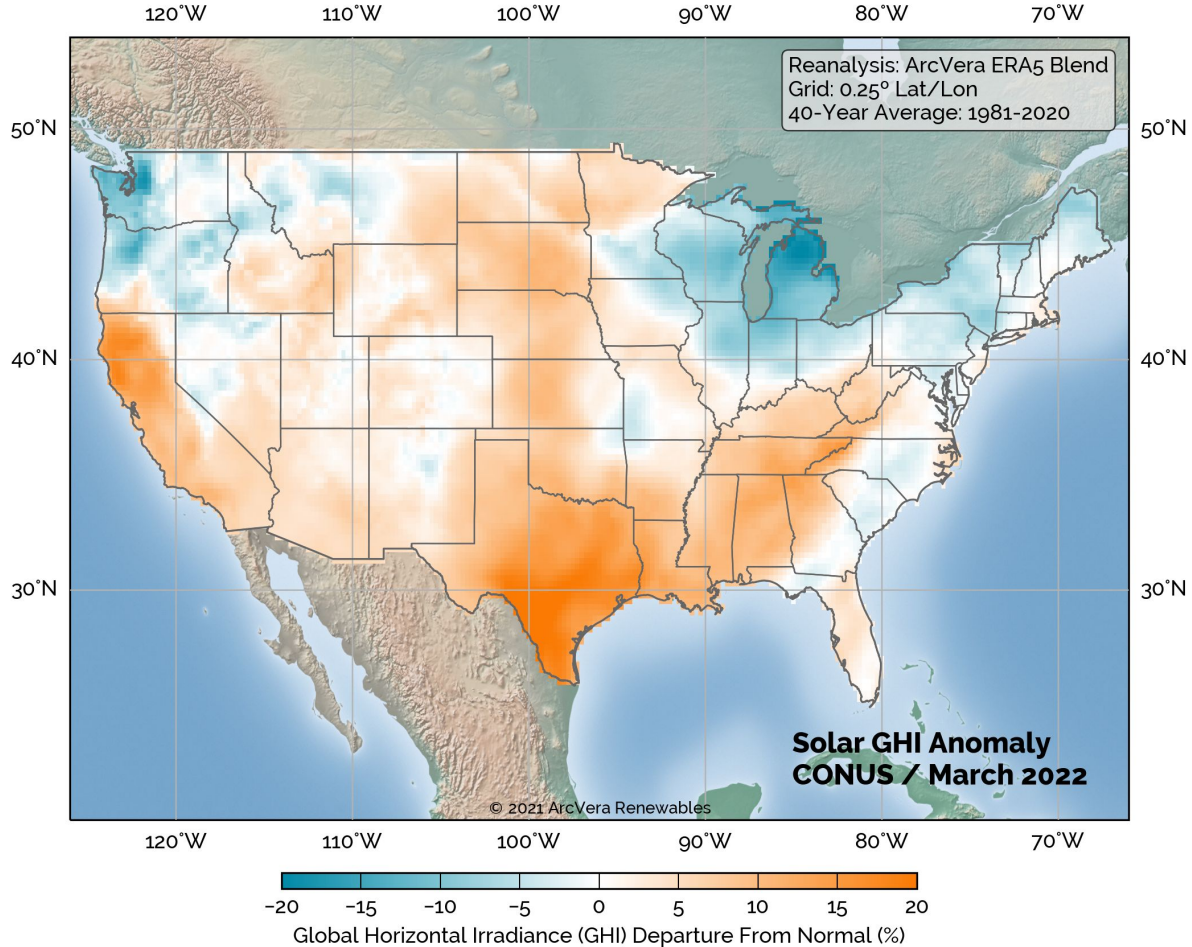 120°W 110°W 100°W 90°W 80°W 70°W
Reanalysis: ArcVera ERA5 Blend
Grid: 0.25º Lat/Lon
40-Year Average: 1981-2020
50°N 50°N
40°N 40°N
30°N 30°N
Solar GHI Anomaly
CONUS / March 2022
© 2021 ArcVera Renewables
120°W 110°W 100°W 90°W 80°W 70°W
−20 −15 −10 −5 0 5 10 15 20
Global Horizontal Irradiance (GHI) Departure From Normal (%)